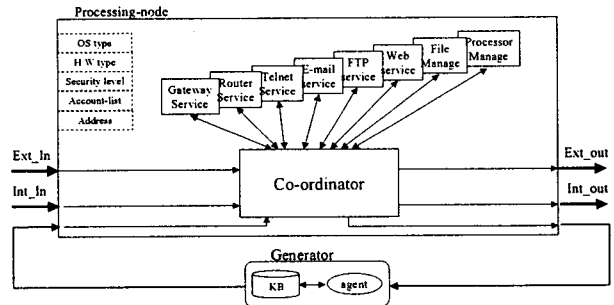 Processing-node
OS type
H/W type
Security level
Account-list
Address
Gateway
Service
Router
Service
Telnet
Service
E-mail
service
FTP
service
Web
service
File
Manage
Processor
Manage
Ext_In
Int_In
Co-ordinator
Ext_out
Int_out
Generator
KB
agent